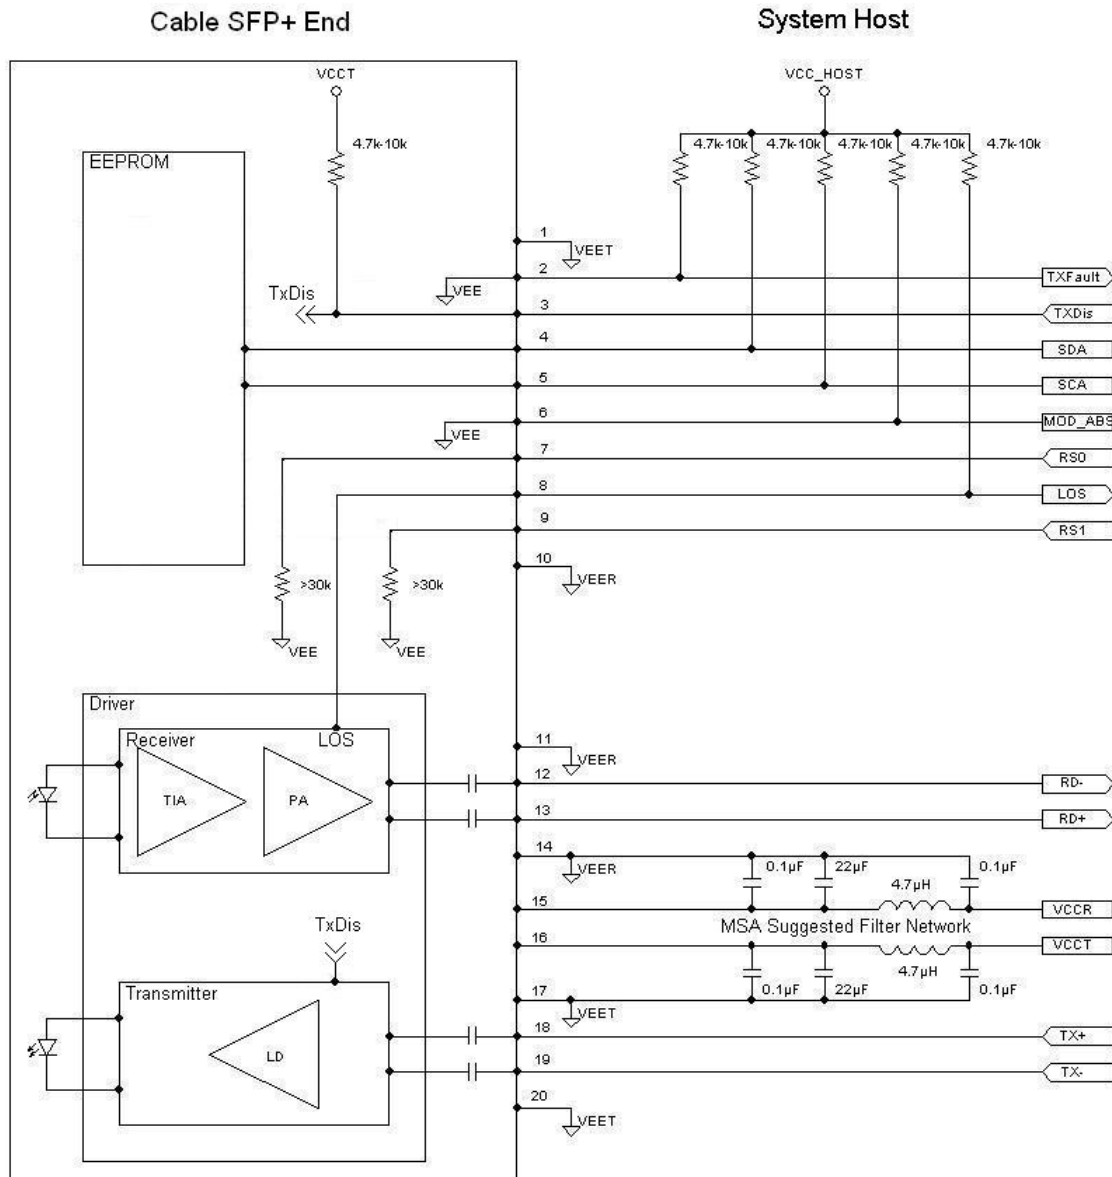 Cable SFP+ End
System Host
VCCT
VCC_HOST
4.7k-10k
4.7k-10k
4.7k-10k
4.7k-10k
4.7k-10k
4.7k-10k
EEPROM
1
VEET
2
VEE
TXFault
TxDis
3
TXDis
4
SDA
5
SCA
6
VEE
MOD_ABS
7
RS0
8
LOS
9
RS1
10
VEER
>30k
>30k
VEE
VEE
Driver
Receiver
LOS
11
VEER
12
RD-
TIA
PA
13
RD+
14
VEER
0.1µF
22µF
4.7µH
0.1µF
15
VCCR
MSA Suggested Filter Network
TxDis
16
VCCT
4.7µH
Transmitter
0.1µF
22µF
0.1µF
17
VEET
18
TX+
LD
19
TX-
20
VEET